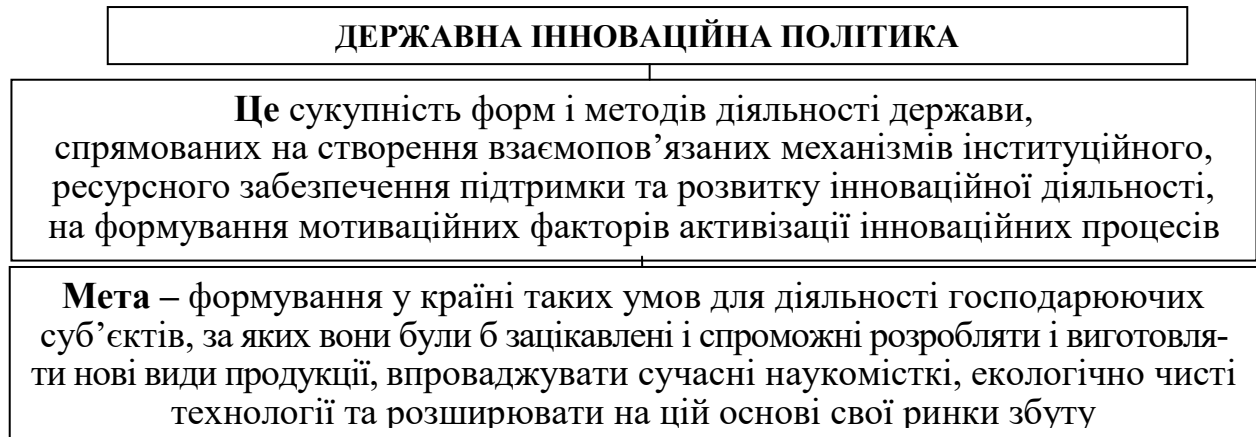 ДЕРЖАВНА ІННОВАЦІЙНА ПОЛІТИКА
Це сукупність форм і методів діяльності держави,
спрямованих на створення взаємопов’язаних механізмів інституційного,
ресурсного забезпечення підтримки та розвитку інноваційної діяльності,
на формування мотиваційних факторів активізації інноваційних процесів
Мета – формування у країні таких умов для діяльності господарюючих
суб’єктів, за яких вони були б зацікавлені і спроможні розробляти і виготовля-
ти нові види продукції, впроваджувати сучасні наукомісткі, екологічно чисті
технології та розширювати на цій основі свої ринки збуту